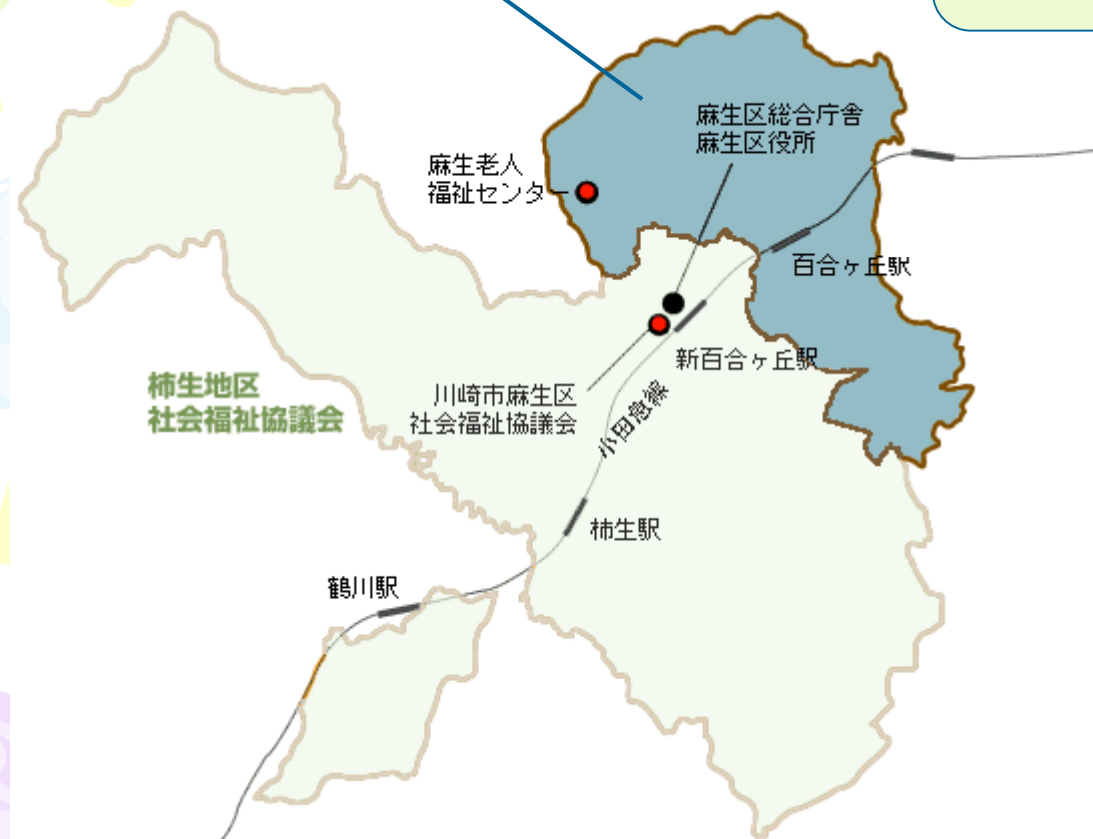 麻生区総合庁舎
麻生区役所
麻生老人
福祉センター
百合ヶ丘駅
新百合ヶ丘駅
柿生地区
社会福祉協議会
川崎市麻生区
社会福祉協議会
小田急線
柿生駅
鶴川駅